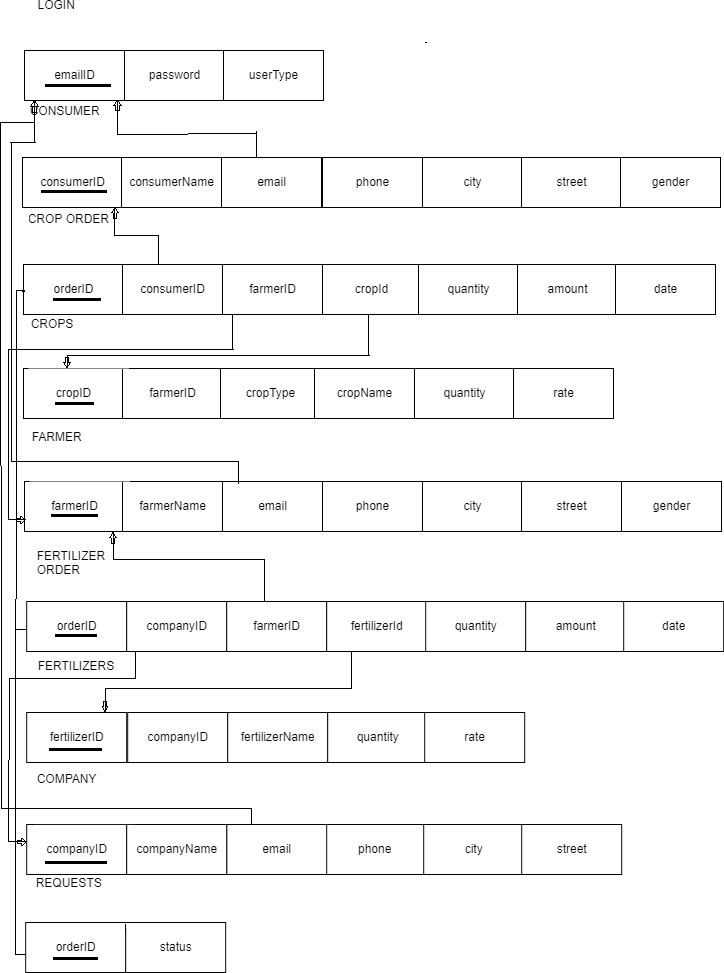 LOGIN
emailID password userType
CONSUMER
consumerID consumerName email phone city street gender
CROP ORDER
orderID consumerID farmerID cropId quantity amount date
CROPS
cropID farmerID cropType cropName quantity rate
FARMER
farmerID farmerName email phone city street gender
FERTILIZER
ORDER
orderID companyID farmerID fertilizerId quantity amount date
FERTILIZERS
fertilizerID companyID fertilizerName quantity rate
COMPANY
companyID companyName email phone city street
REQUESTS
orderID status